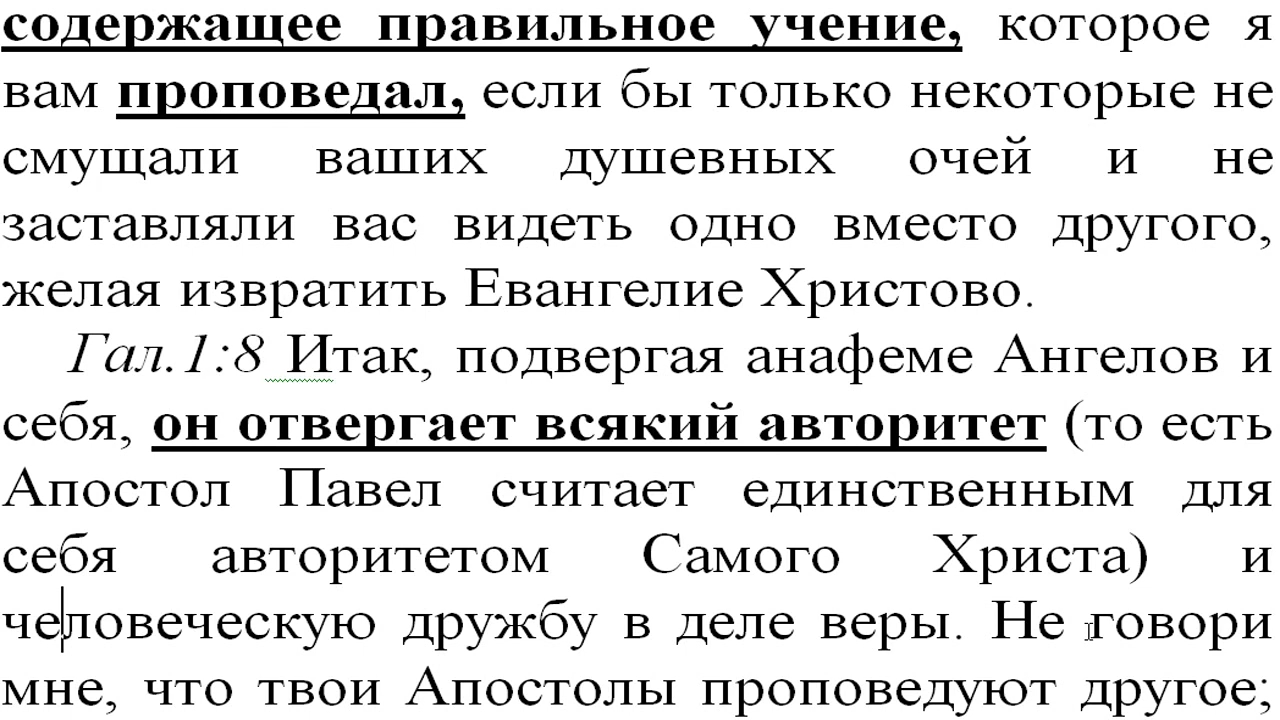 содержащее правильное учение, которое я
вам проповедал, если бы только некоторые не
смущали ваших душевных очей и не
заставляли вас видеть одно вместо другого,
желая извратить Евангелие Христово.
Гал.1:8 Итак, подвергая анафеме Ангелов и
себя, он отвергает всякий авторитет (то есть
Апостол Павел считает единственным для
себя авторитетом Самого Христа) и
человеческую дружбу в деле веры. Не говори
мне, что твои Апостолы проповедуют другое;